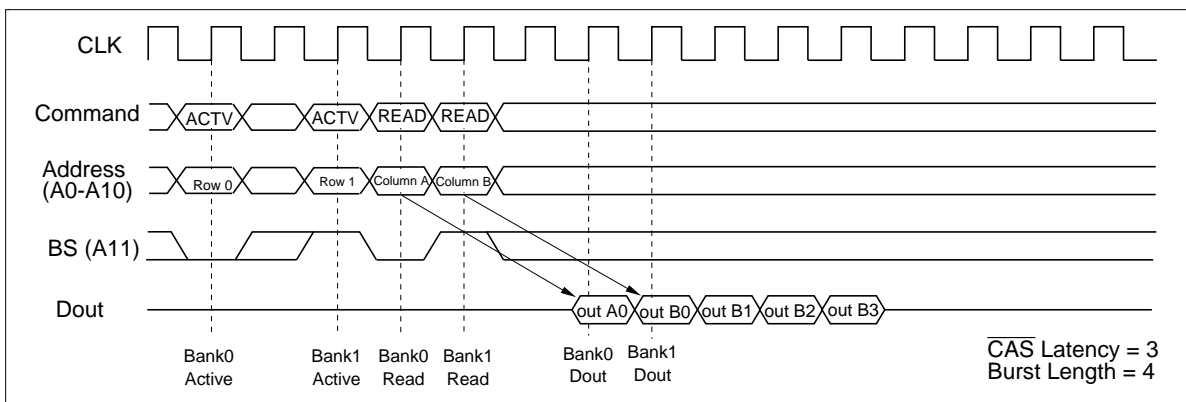 CLK
Command
ACTV
ACTV
READ
READ
Address
(A0-A10)
Row 0
Row 1
Column A
Column B
BS (A11)
Dout
out A0
out B0
out B1
out B2
out B3
Bank0
Active
Bank1
Active
Bank0
Read
Bank1
Read
Bank0
Dout
Bank1
Dout
CAS Latency = 3
Burst Length = 4